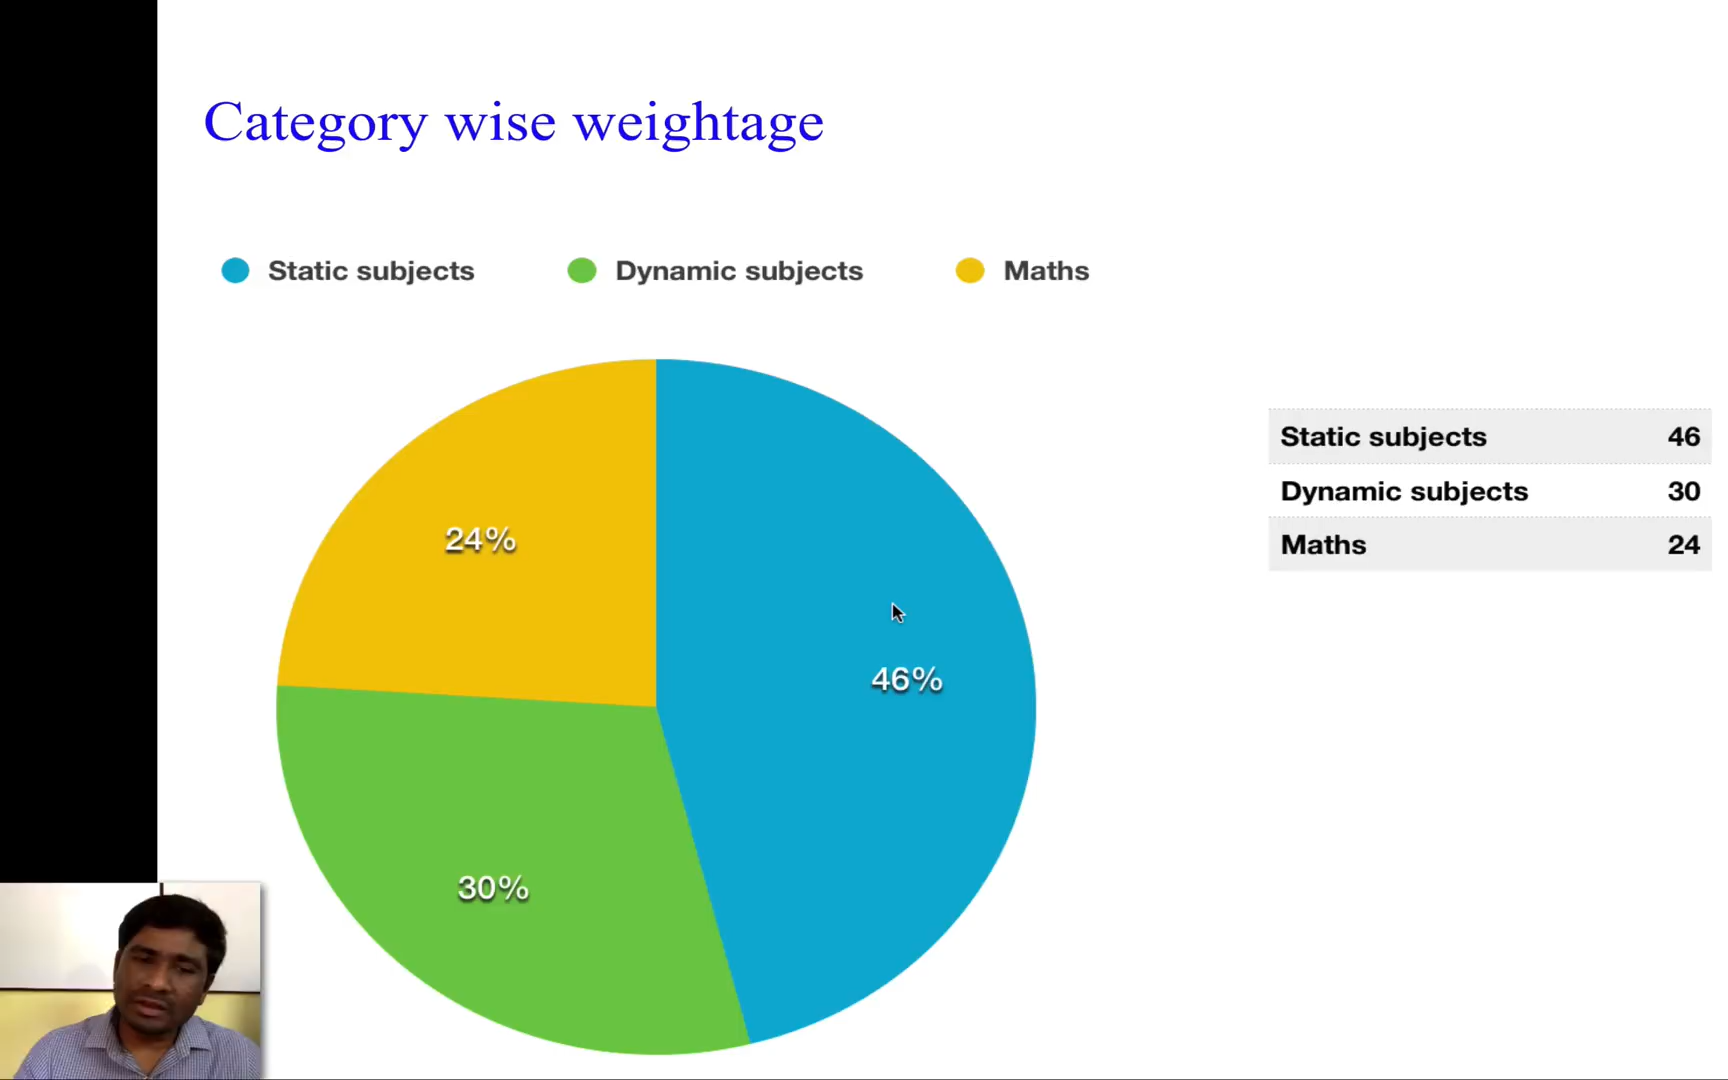 Category wise weightage
Static subjects Dynamic subjects Maths
24%
46%
30%
Static subjects 46
Dynamic subjects 30
Maths 24